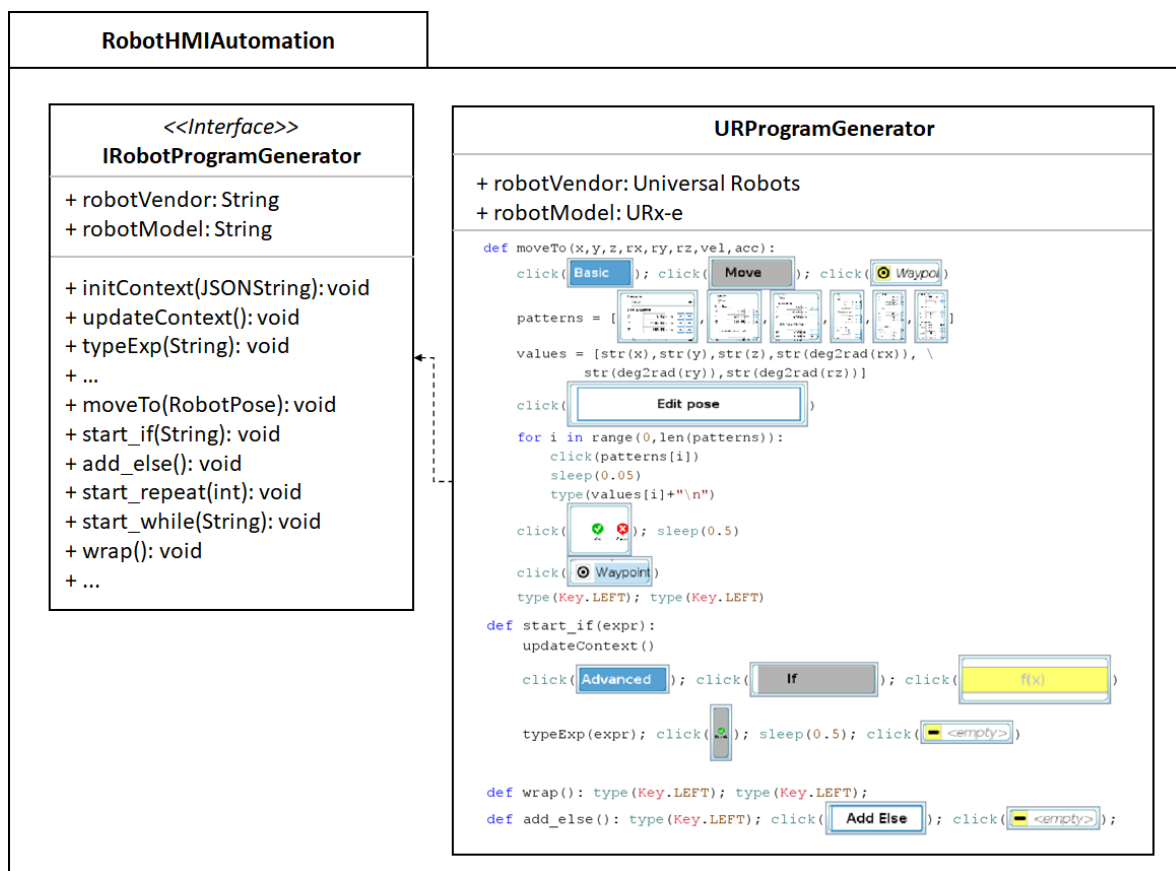 RobotHMIAutomation
<<Interface>>
IRobotProgramGenerator
+ robotVendor: String
+ robotModel: String
+ initContext(JSONString): void
+ updateContext(): void
+ typeExp(String): void
+ ...
+ moveTo(RobotPose): void
+ start_if(String): void
+ add_else(): void
+ start_repeat(int): void
+ start_while(String): void
+ wrap(): void
+ ...
URProgramGenerator
+ robotVendor: Universal Robots
+ robotModel: URx-e
def moveTo(x,y,z,rx,ry,rz,vel,acc):
click( Basic ); click( Move ); click( Waypoi )
patterns = [ , , , , , ]
values = [str(x),str(y),str(z),str(deg2rad(rx)), \
str(deg2rad(ry)),str(deg2rad(rz))]
click( Edit pose )
for i in range(0,len(patterns)):
click(patterns[i])
sleep(0.05)
type(values[i]+"\n")
click( ); sleep(0.5)
click( Waypoint )
type(Key.LEFT); type(Key.LEFT)
def start_if(expr):
updateContext()
click( Advanced ); click( If ); click( f(x) )
typeExp(expr); click( ); sleep(0.5); click( <empty> )
def wrap(): type(Key.LEFT); type(Key.LEFT);
def add_else(): type(Key.LEFT); click( Add Else ); click( <empty> );